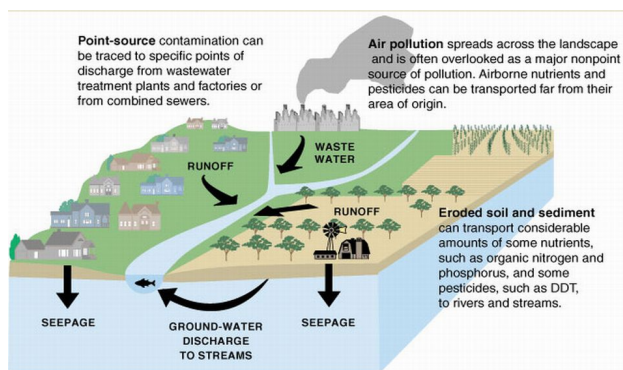 Point-source contamination can
be traced to specific points of
discharge from wastewater
treatment plants and factories or
from combined sewers.
Air pollution spreads across the landscape
and is often overlooked as a major nonpoint
source of pollution. Airborne nutrients and
pesticides can be transported far from their
area of origin.
WASTE
WATER
RUNOFF
RUNOFF
Eroded soil and sediment
can transport considerable
amounts of some nutrients,
such as organic nitrogen and
phosphorus, and some
pesticides, such as DDT,
to rivers and streams.
SEEPAGE
GROUND-WATER
DISCHARGE
TO STREAMS
SEEPAGE